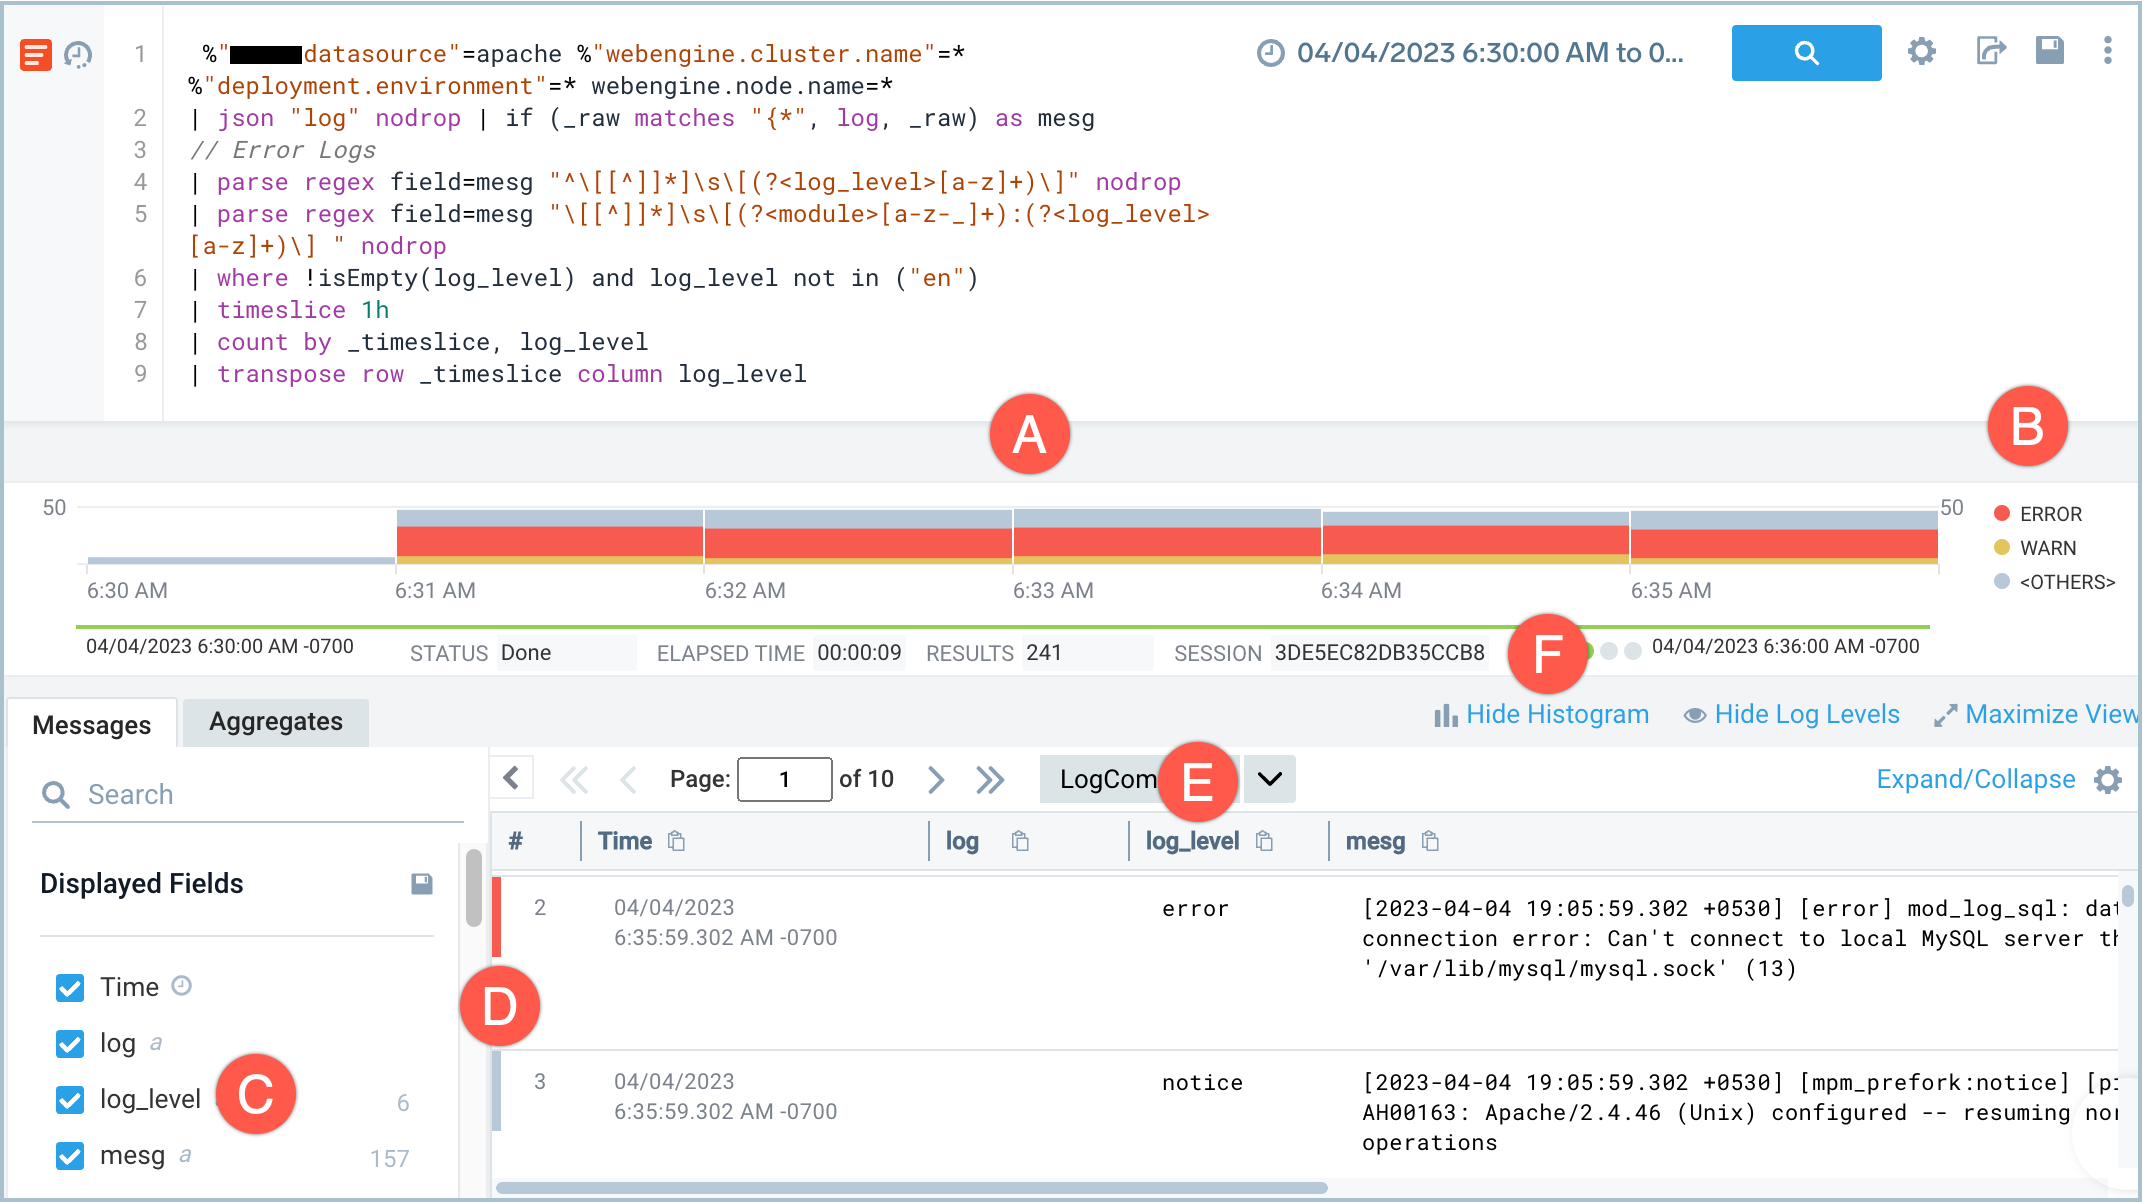 1 %"datasource"=apache %"webengine.cluster.name"=*
%"deployment.environment"=* webengine.node.name=*
2 | json "log" nodrop | if (_raw matches "{*", log, _raw) as mesg
3 // Error Logs
4 | parse regex field=mesg "^\[[^]]*]\s\[(?<log_level>[a-z]+)\]" nodrop
5 | parse regex field=mesg "\[[^]]*]\s\[(?<module>[a-z-_]+):(?<log_level>
[a-z]+)\] " nodrop
6 | where !isEmpty(log_level) and log_level not in ("en")
7 | timeslice 1h
8 | count by _timeslice, log_level
9 | transpose row _timeslice column log_level
04/04/2023 6:30:00 AM to 0...
A
B
50
50
ERROR
WARN
<OTHERS>
6:30 AM 6:31 AM 6:32 AM 6:33 AM 6:34 AM 6:35 AM
04/04/2023 6:30:00 AM -0700 STATUS Done ELAPSED TIME 00:00:09 RESULTS 241 SESSION 3DE5EC82DB35CCB8 F 04/04/2023 6:36:00 AM -0700
Messages Aggregates Hide Histogram Hide Log Levels Maximize View
Search
Page: 1 of 10 LogCom E Expand/Collapse
# Time log log_level mesg
Displayed Fields
Time
log a
log_level C 6
mesg a 157
D
2 04/04/2023 error [2023-04-04 19:05:59.302 +0530] [error] mod_log_sql: dat
6:35:59.302 AM -0700 connection error: Can't connect to local MySQL server th
'/var/lib/mysql/mysql.sock' (13)
3 04/04/2023 notice [2023-04-04 19:05:59.302 +0530] [mpm_prefork:notice] [pi
6:35:59.302 AM -0700 AH00163: Apache/2.4.46 (Unix) configured -- resuming nor
operations